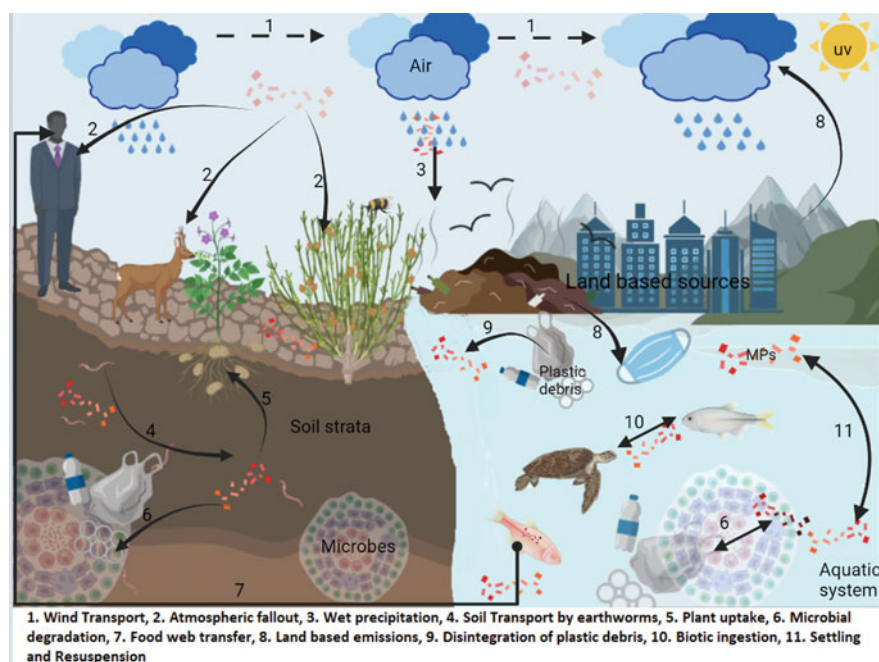 1
1
Air
uv
2
2
2
3
8
Land based sources
8
9
Plastic
debris
MPs
5
4
Soil strata
10
11
6
6
Microbes
Aquatic
system
7
1. Wind Transport, 2. Atmospheric fallout, 3. Wet precipitation, 4. Soil Transport by earthworms, 5. Plant uptake, 6. Microbial
degradation, 7. Food web transfer, 8. Land based emissions, 9. Disintegration of plastic debris, 10. Biotic ingestion, 11. Settling
and Resuspension